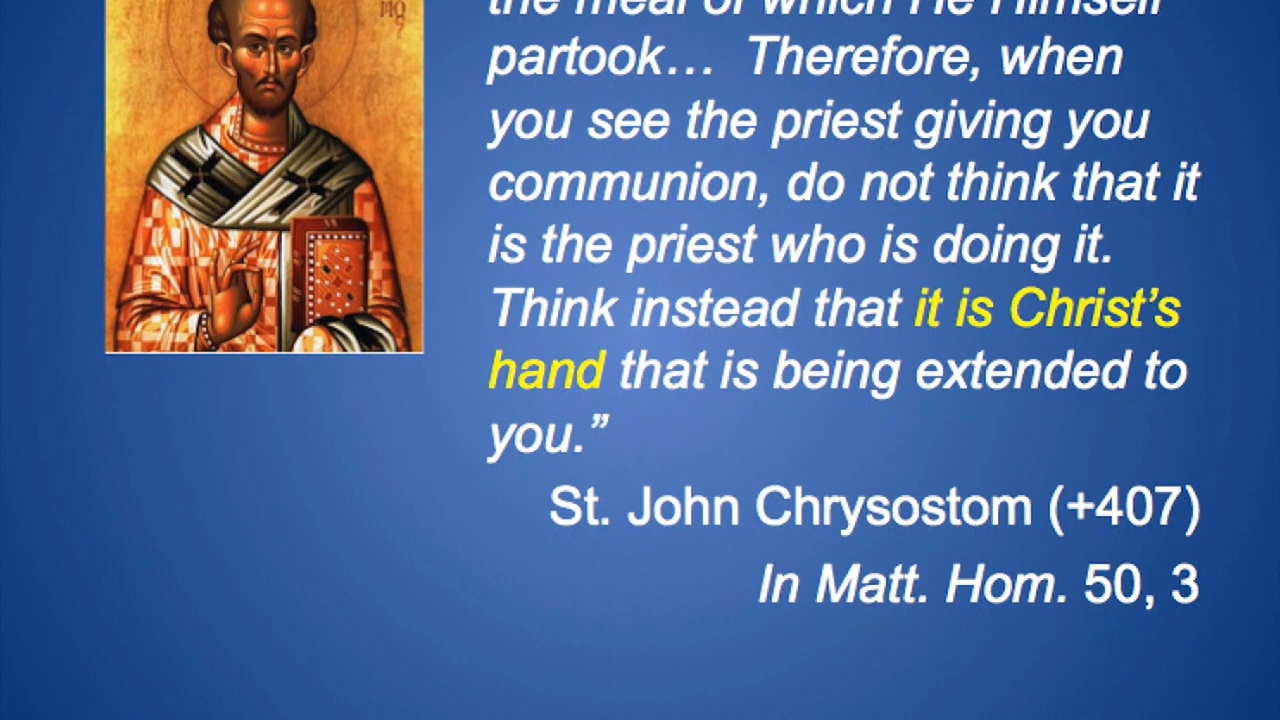 the meal of which He Himself
partook… Therefore, when
you see the priest giving you
communion, do not think that it
is the priest who is doing it.
Think instead that it is Christ’s
hand that is being extended to
you.”
St. John Chrysostom (+407)
In Matt. Hom. 50, 3